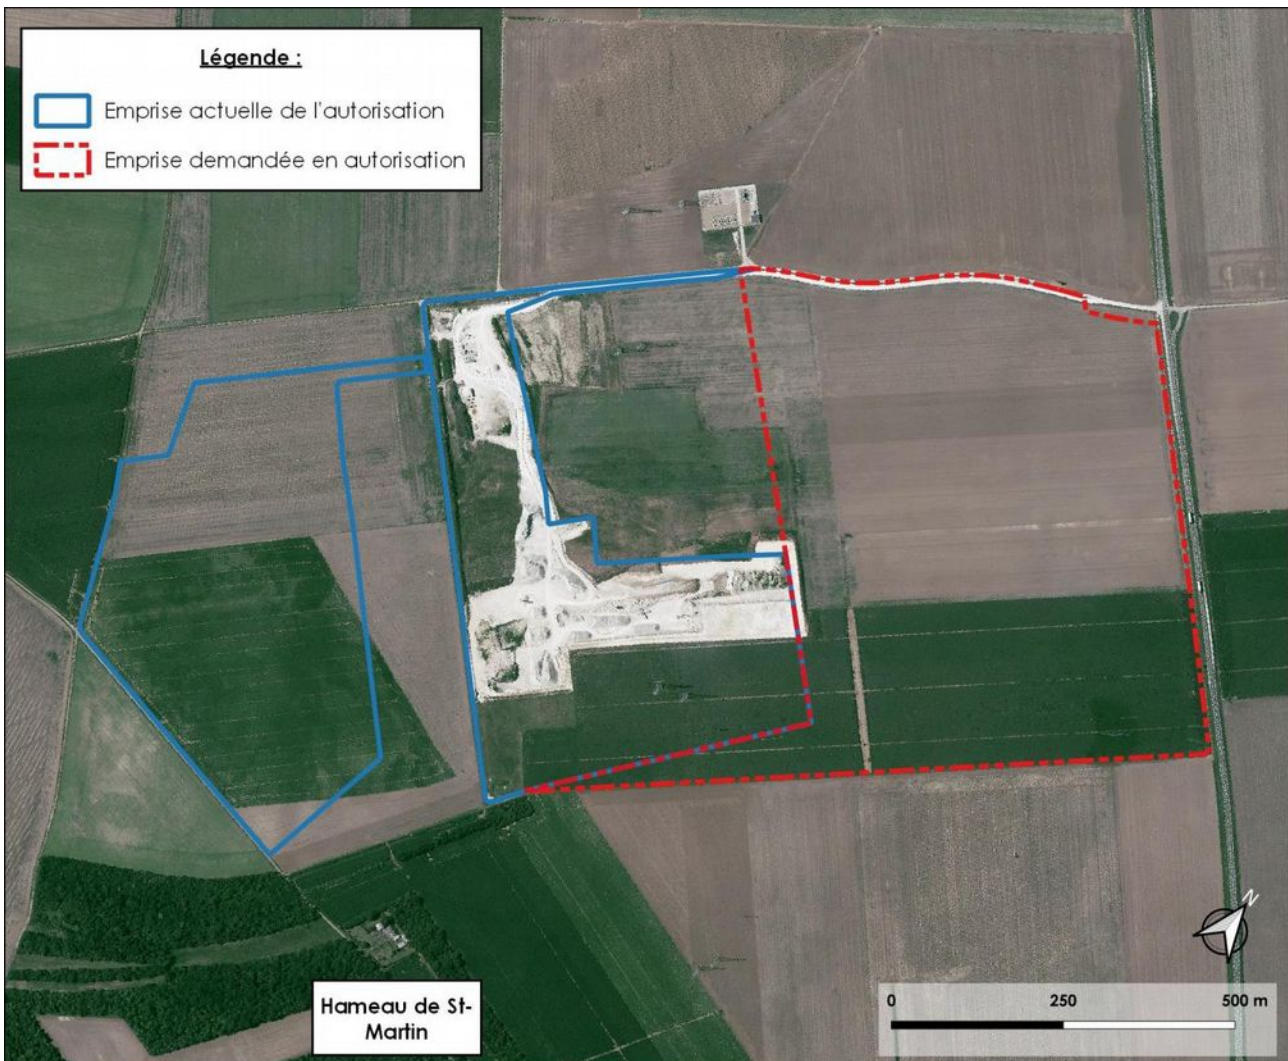 Légende :
Emprise actuelle de l'autorisation
Emprise demandée en autorisation
N
0 250 500 m
Hameau de St-
Martin